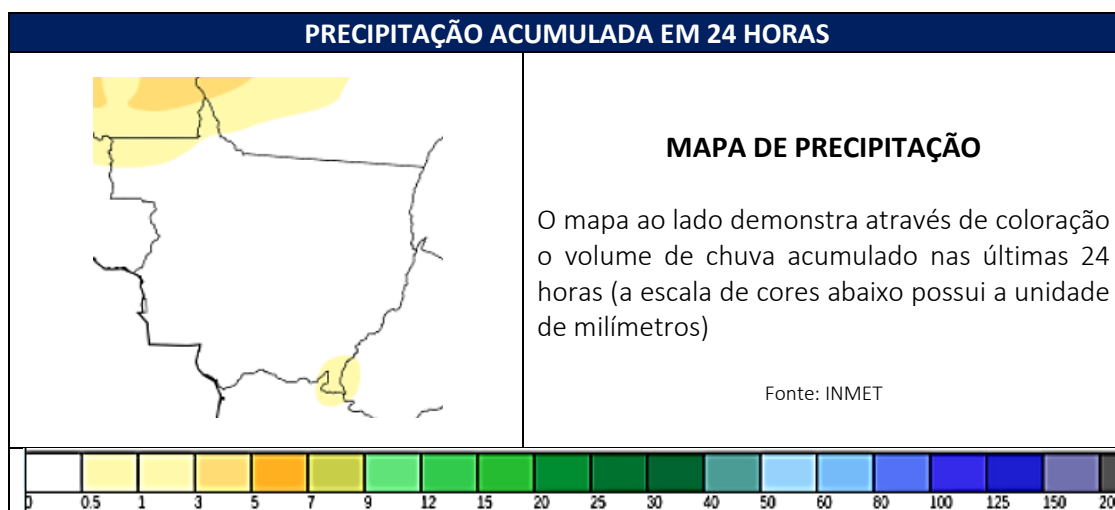 PRECIPITAÇÃO ACUMULADA EM 24 HORAS
MAPA DE PRECIPITAÇÃO
O mapa ao lado demonstra através de coloração
o volume de chuva acumulado nas últimas 24
horas (a escala de cores abaixo possui a unidade
de milímetros)
Fonte: INMET
0 0.5 1 3 5 7 9 12 15 20 25 30 40 50 60 80 100 125 150